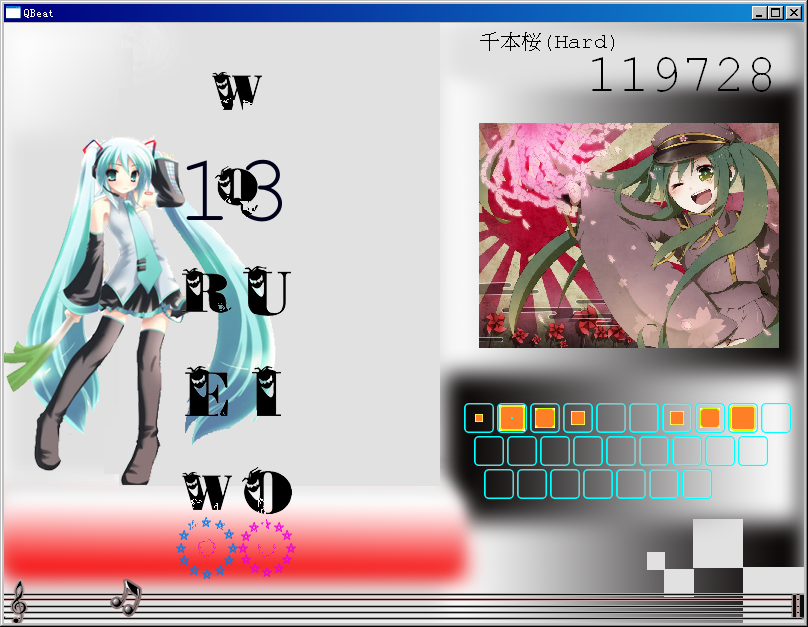 QBeat
千本桜(Hard)
119728
W
13
Q
R U
E I
W O